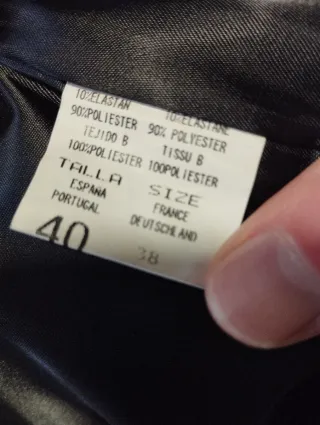 10%ELASTAN 10%ELASTANE
90%POLIESTER 90% POLYESTER
TEJIDO B TISSU B
100%POLIESTER 100POLIESTER
TALLA SIZE
ESPAÑA FRANCE
PORTUGAL DEUTSCHLAND
40 38